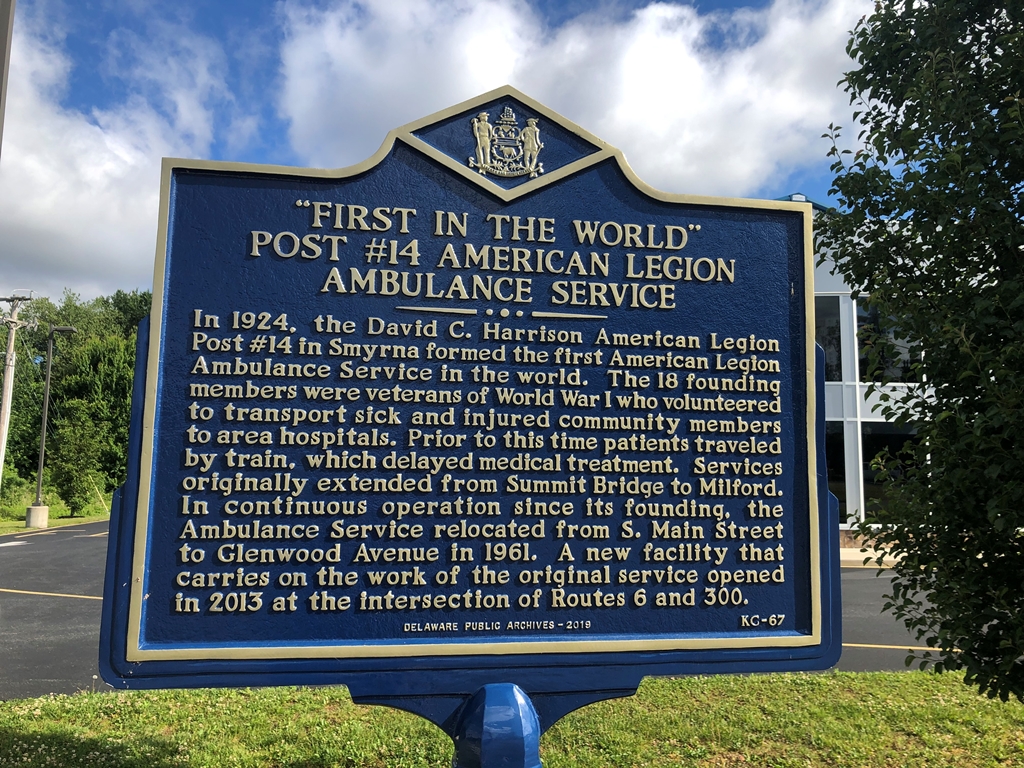 "FIRST IN THE WORLD"
POST #14 AMERICAN LEGION
AMBULANCE SERVICE
In 1924, the David C. Harrison American Legion
Post #14 in Smyrna formed the first American Legion
Ambulance Service in the world. The 18 founding
members were veterans of World War I who volunteered
to transport sick and injured community members
to area hospitals. Prior to this time patients traveled
by train, which delayed medical treatment. Services
originally extended from Summit Bridge to Milford.
In continuous operation since its founding, the
Ambulance Service relocated from S. Main Street
to Glenwood Avenue in 1961. A new facility that
carries on the work of the original service opened
in 2013 at the intersection of Routes 6 and 300.
DELAWARE PUBLIC ARCHIVES - 2019
KC-67